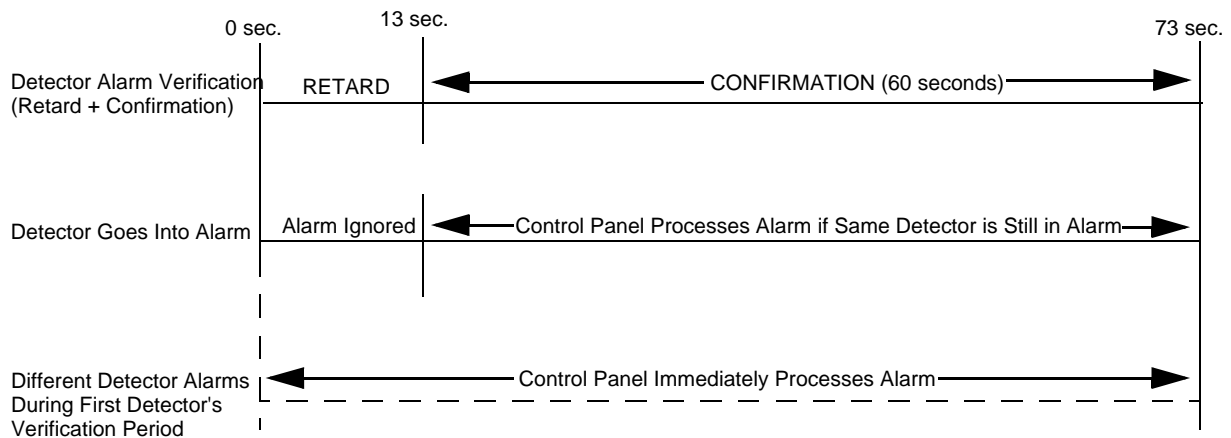 0 sec.
13 sec.
73 sec.
Detector Alarm Verification
(Retard + Confirmation)
RETARD
CONFIRMATION (60 seconds)
Detector Goes Into Alarm
Alarm Ignored
Control Panel Processes Alarm if Same Detector is Still in Alarm
Different Detector Alarms
During First Detector's
Verification Period
Control Panel Immediately Processes Alarm